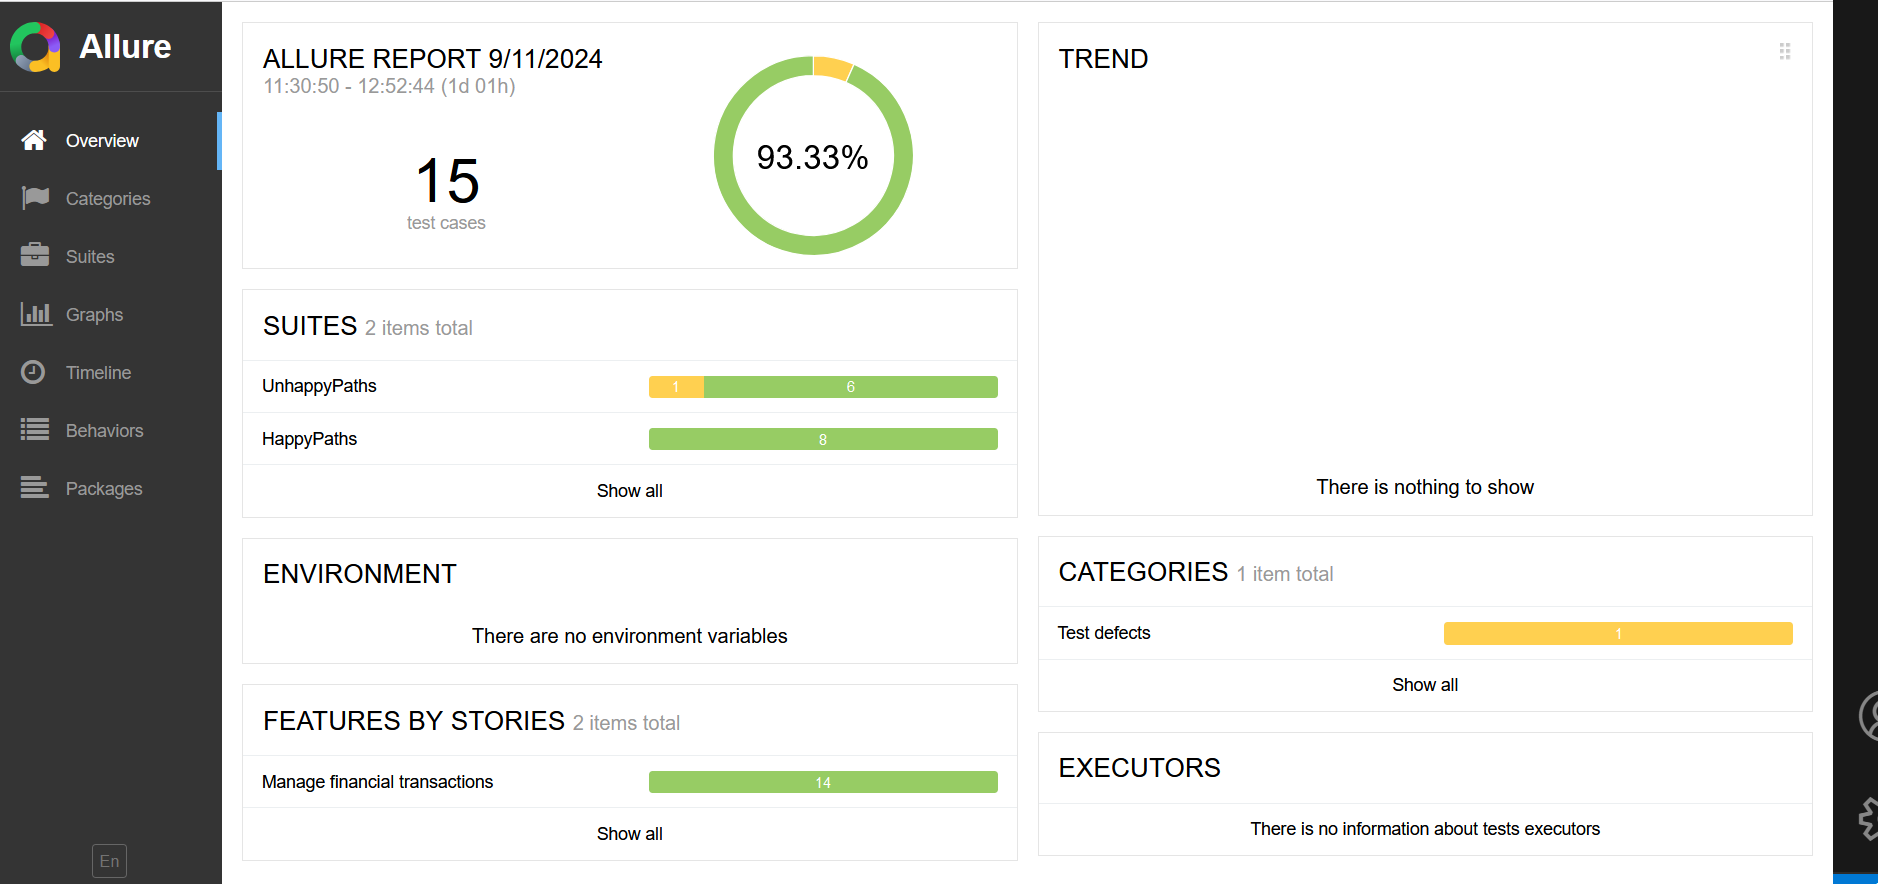 Allure
Overview
Categories
Suites
Graphs
Timeline
Behaviors
Packages
En
ALLURE REPORT 9/11/2024
11:30:50 - 12:52:44 (1d 01h)
15
test cases
93.33%
SUITES 2 items total
UnhappyPaths 1 6
HappyPaths 8
Show all
ENVIRONMENT
There are no environment variables
FEATURES BY STORIES 2 items total
Manage financial transactions 14
Show all
TREND
There is nothing to show
CATEGORIES 1 item total
Test defects 1
Show all
EXECUTORS
There is no information about tests executors